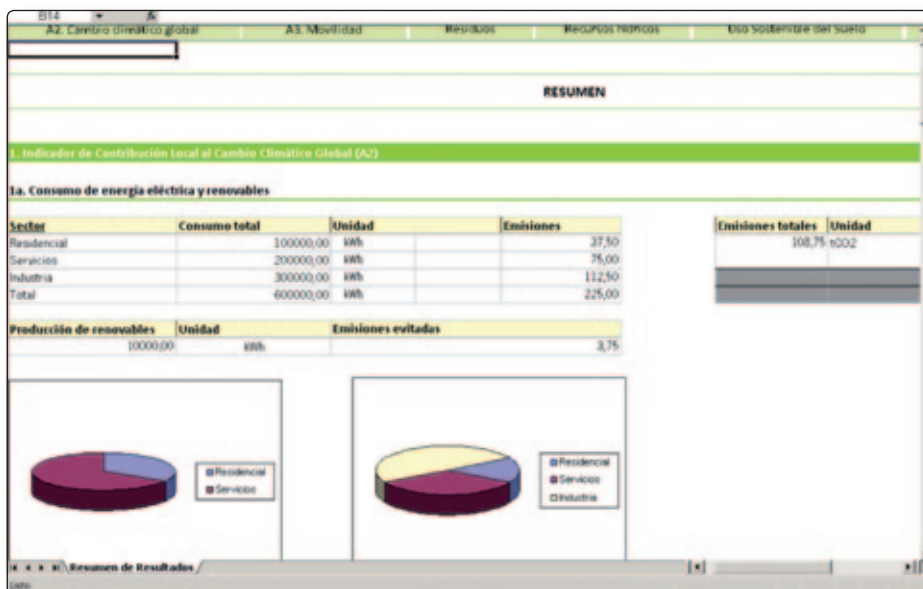 B14 fx
A2. Cambio climático global A3. Movilidad Residuos Recursos hídricos Uso Sostenible del Suelo
RESUMEN
1. Indicador de Contribución Local al Cambio Climático Global (A2)
1a. Consumo de energía eléctrica y renovables
Sector Consumo total Unidad Emisiones Emisiones totales Unidad
Residencial 100000,00 kWh 37,50 108,75 tCO2
Servicios 200000,00 kWh 75,00
Industria 300000,00 kWh 112,50
Total 600000,00 kWh 225,00
Producción de renovables Unidad Emisiones evitadas
10000,00 kWh 3,75
Residencial
Servicios
Residencial
Servicios
Industria
Resumen de Resultados
Listo